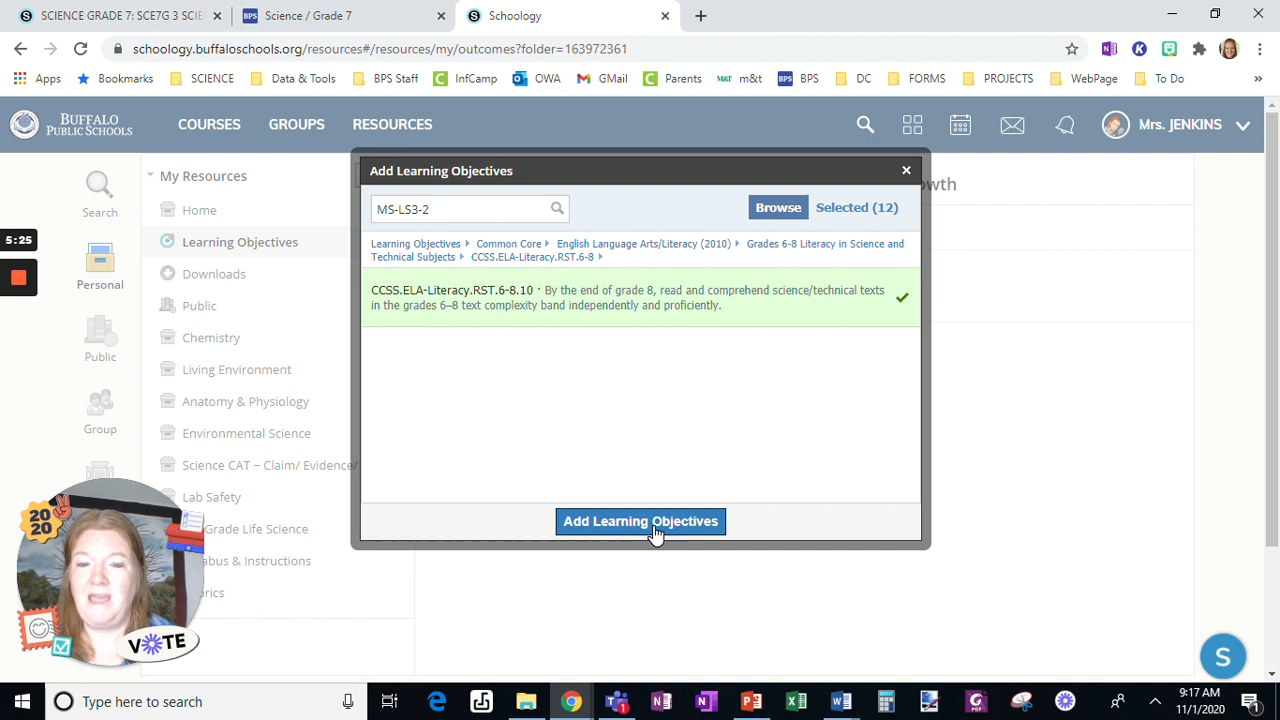 SCIENCE GRADE 7: SCE7G 3 SCIEN
Science / Grade 7
Schoology
schoology.buffaloschools.org/resources#/resources/my/outcomes?folder=163972361
Apps
Bookmarks
SCIENCE
Data & Tools
BPS Staff
InfCamp
OWA
GMail
Parents
M&T
m&t
BPS
BPS
DC
FORMS
PROJECTS
WebPage
To Do
BUFFALO
PUBLIC SCHOOLS
COURSES
GROUPS
RESOURCES
Mrs. JENKINS
Search
Personal
Public
Group
My Resources
Home
Learning Objectives
Downloads
Public
Chemistry
Living Environment
Anatomy & Physiology
Environmental Science
Science CAT – Claim/ Evidence/
Lab Safety
Grade Life Science
labus & Instructions
rics
owth
Add Learning Objectives
MS-LS3-2
Browse
Selected (12)
Learning Objectives
Common Core
English Language Arts/Literacy (2010)
Grades 6-8 Literacy in Science and
Technical Subjects
CCSS.ELA-Literacy.RST.6-8
CCSS.ELA-Literacy.RST.6-8.10 · By the end of grade 8, read and comprehend science/technical texts
in the grades 6–8 text complexity band independently and proficiently.
Add Learning Objectives
5:25
2020
VOTE
S
Type here to search
1
9:17 AM
11/1/2020
1